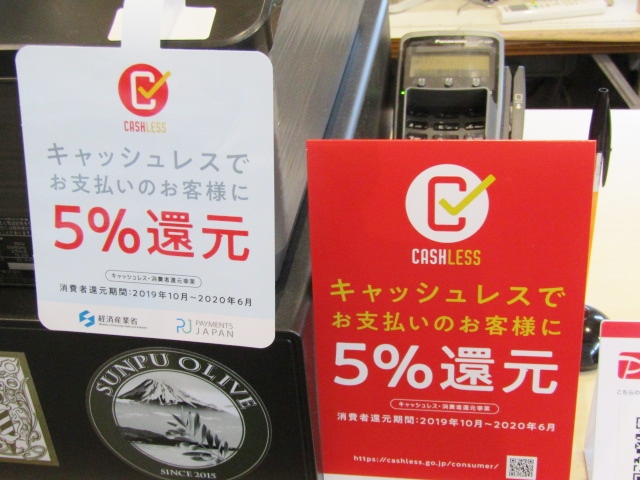 C
CASHLESS
キャッシュレスで
お支払いのお客様に
5%還元
キャッシュレス・消費者還元事業
消費者還元期間：2019年10月～2020年6月
経済産業省
PAYMENTS
JAPAN
SUNPU OLIVE
SINCE 2015
C
CASHLESS
キャッシュレスで
お支払いのお客様に
5%還元
キャッシュレス・消費者還元事業
消費者還元期間：2019年10月～2020年6月
https://cashless.go.jp/consumer/
こちらの